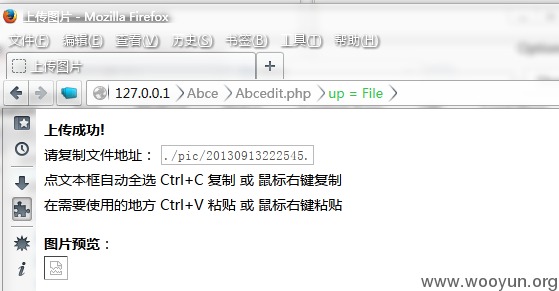 上传图片 - Mozilla Firefox
文件(F) 编辑(E) 查看(V) 历史(S) 书签(B) 工具(T) 帮助(H)
上传图片 +
127.0.0.1 Abce Abcedit.php up = File
上传成功!
请复制文件地址: ./pic/20130913222545.
点文本框自动全选 Ctrl+C 复制 或 鼠标右键复制
在需要使用的地方 Ctrl+V 粘贴 或 鼠标右键粘贴
图片预览:
www.wooyun.org